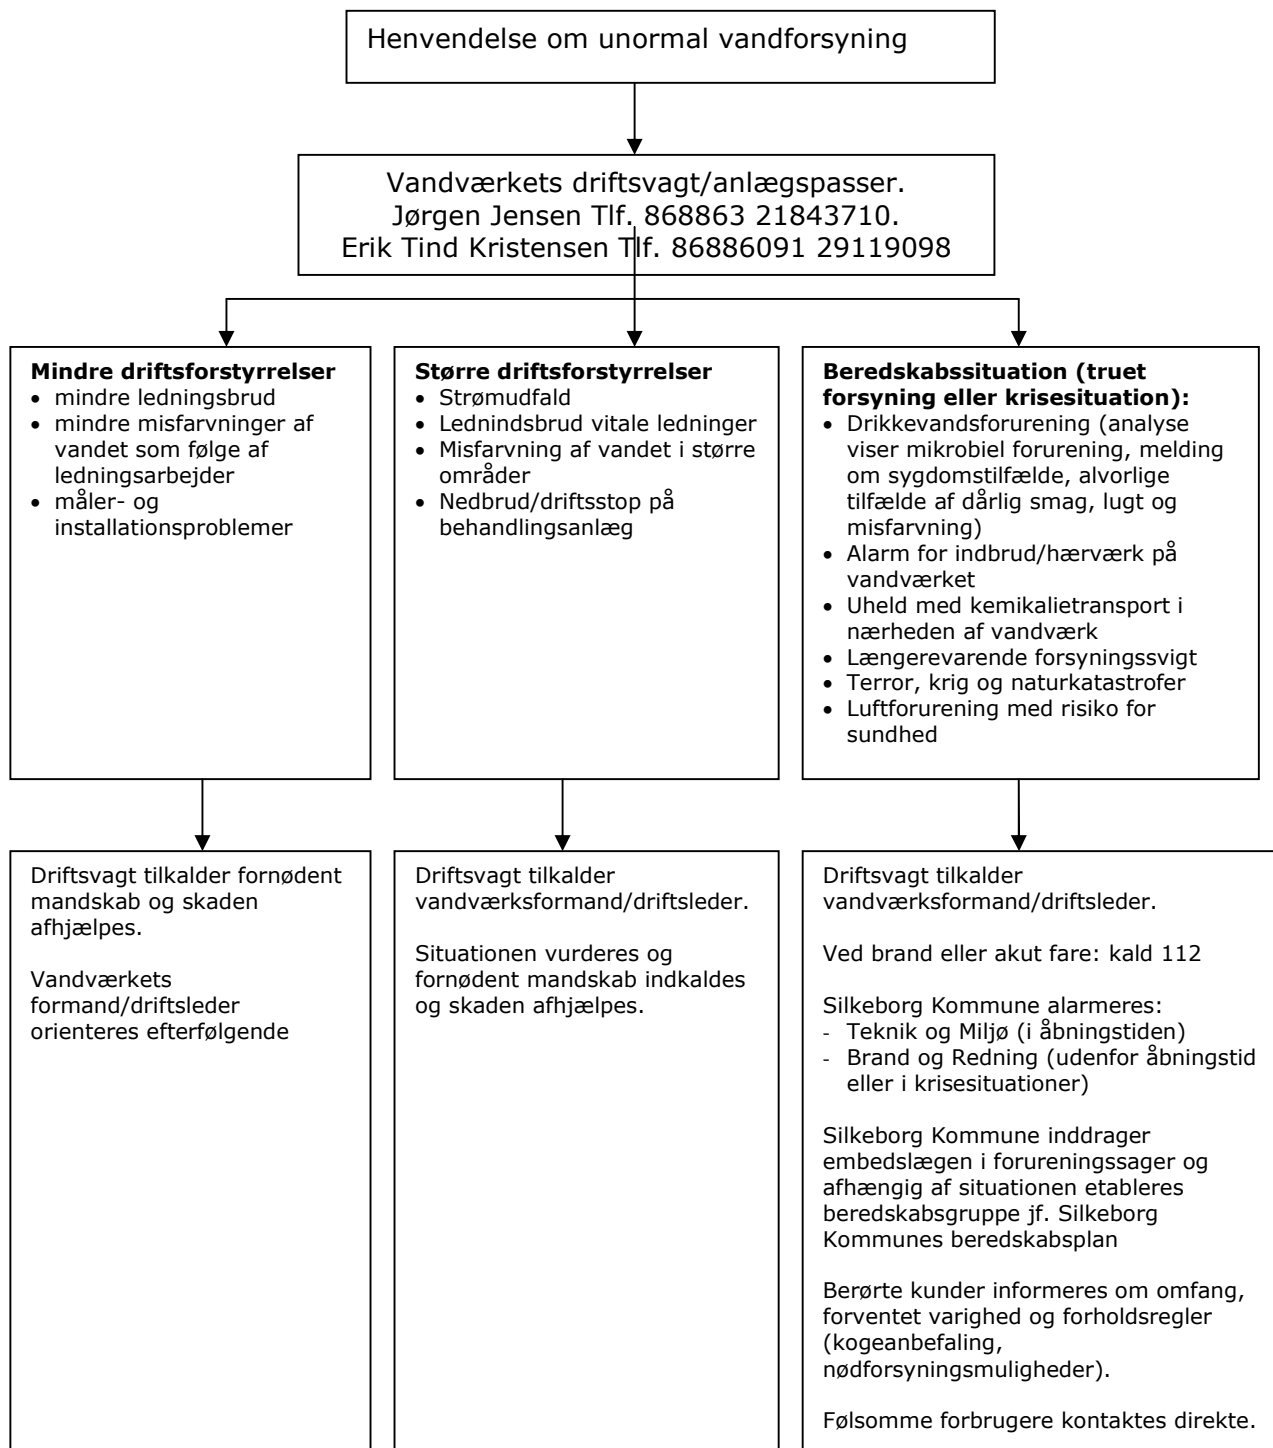 Henvendelse om unormal vandforsyning
Vandværkets driftsvagt/anlægspasser.
Jørgen Jensen Tlf. 868863 21843710.
Erik Tind Kristensen Tlf. 86886091 29119098
Mindre driftsforstyrrelser
• mindre ledningsbrud
• mindre misfarvninger af
vandet som følge af
ledningsarbejder
• måler- og
installationsproblemer
Større driftsforstyrrelser
• Strømudfald
• Lednindsbrud vitale ledninger
• Misfarvning af vandet i større
områder
• Nedbrud/driftsstop på
behandlingsanlæg
Beredskabssituation (truet
forsyning eller krisesituation):
• Drikkevandsforurening (analyse
viser mikrobiel forurening, melding
om sygdomstilfælde, alvorlige
tilfælde af dårlig smag, lugt og
misfarvning)
• Alarm for indbrud/hærværk på
vandværket
• Uheld med kemikalietransport i
nærheden af vandværk
• Længerevarende forsyningssvigt
• Terror, krig og naturkatastrofer
• Luftforurening med risiko for
sundhed
Driftsvagt tilkalder fornødent
mandskab og skaden
afhjælpes.
Vandværkets
formand/driftsleder
orienteres efterfølgende
Driftsvagt tilkalder
vandværksformand/driftsleder.
Situationen vurderes og
fornødent mandskab indkaldes
og skaden afhjælpes.
Driftsvagt tilkalder
vandværksformand/driftsleder.
Ved brand eller akut fare: kald 112
Silkeborg Kommune alarmeres:
- Teknik og Miljø (i åbningstiden)
- Brand og Redning (udenfor åbningstid
eller i krisesituationer)
Silkeborg Kommune inddrager
embedslægen i forureningssager og
afhængig af situationen etableres
beredskabsgruppe jf. Silkeborg
Kommunes beredskabsplan
Berørte kunder informeres om omfang,
forventet varighed og forholdsregler
(kogeanbefaling,
nødforsyningsmuligheder).
Følsomme forbrugere kontaktes direkte.